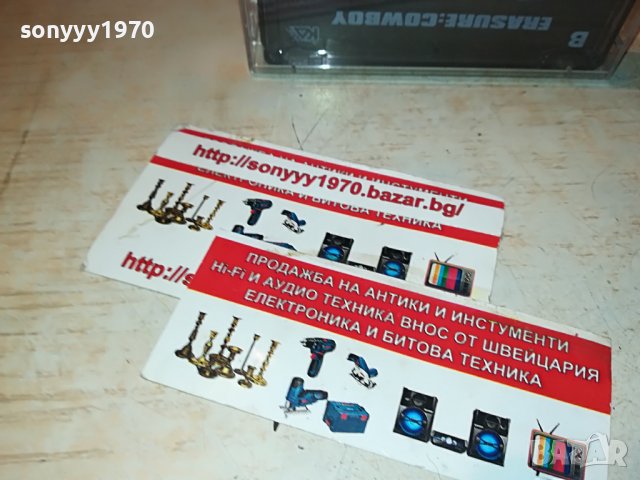 sonyyy1970
B ERASURE:COWBOY
http://sonyyy1970.bazar.bg/
ЕЛЕКТРОНИКА И БИТОВА ТЕХНИКА
http://s
ПРОДАЖБА НА АНТИКИ И ИНСТУМЕНТИ
Hi-Fi И АУДИО ТЕХНИКА ВНОС ОТ ШВЕЙЦАРИЯ
ЕЛЕКТРОНИКА И БИТОВА ТЕХНИКА